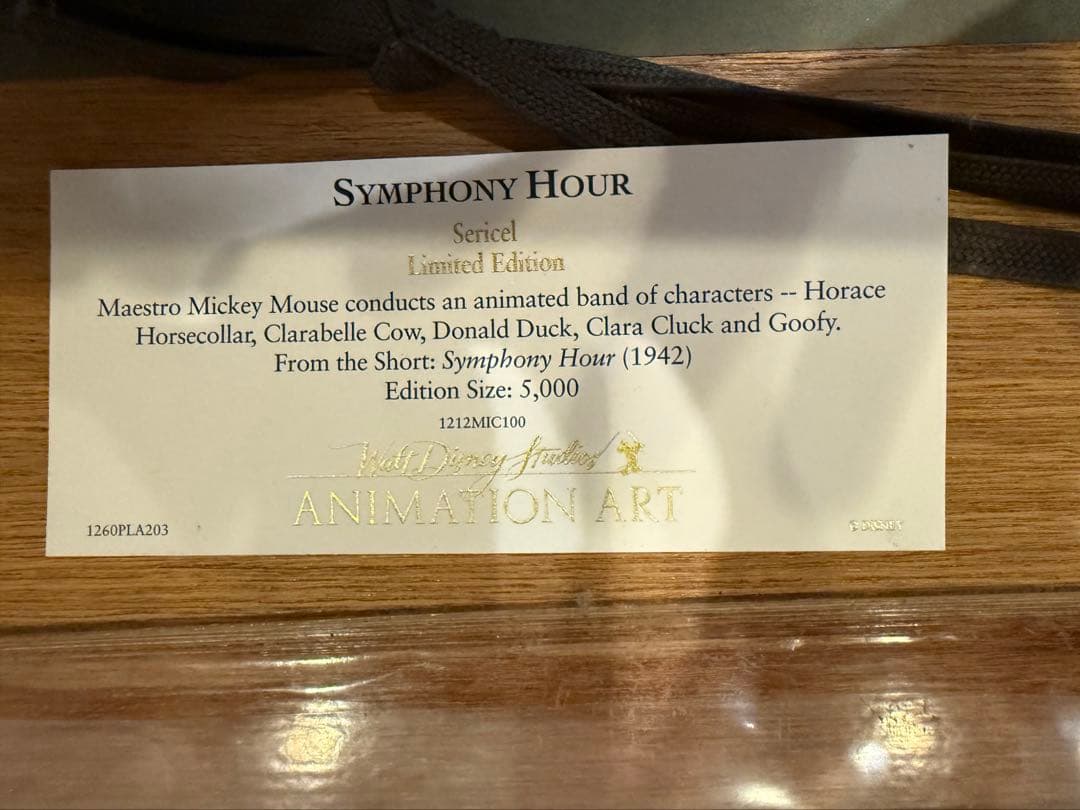 SYMPHONY HOUR
Sericel
Limited Edition
Maestro Mickey Mouse conducts an animated band of characters -- Horace
Horsecollar, Clarabelle Cow, Donald Duck, Clara Cluck and Goofy.
From the Short: Symphony Hour (1942)
Edition Size: 5,000
1212MIC100
Walt Disney Studios
ANIMATION ART
1260PLA203
© DISNEY